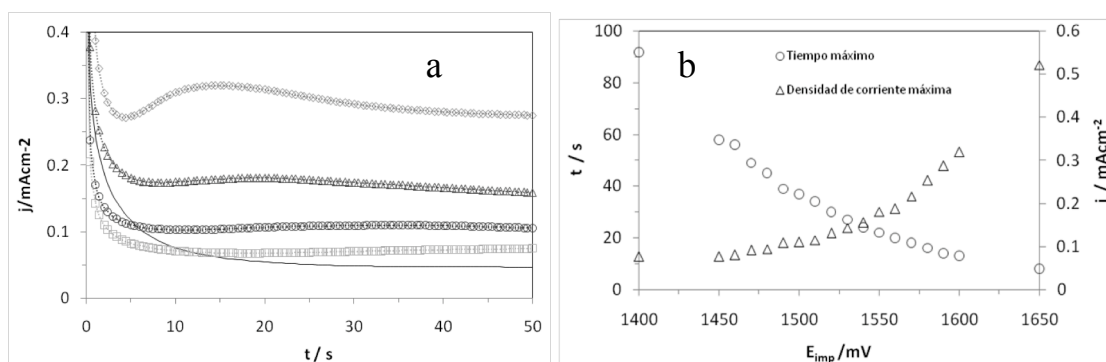 0.4
0.3
0.2
0.1
0
j/mAcm-2
a
0 10 20 30 40 50
t / s
100
80
60
40
20
0
t / s
b
Tiempo máximo
Densidad de corriente máxima
0.6
0.5
0.4
0.3
0.2
0.1
0
j / mAcm⁻²
1400 1450 1500 1550 1600 1650
E_imp /mV